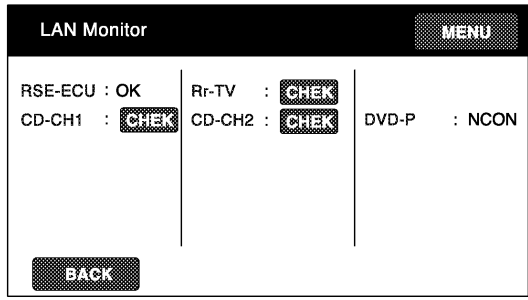 LAN Monitor MENU
RSE-ECU : OK Rr-TV : CHEK
CD-CH1 : CHEK CD-CH2 : CHEK DVD-P : NCON
BACK